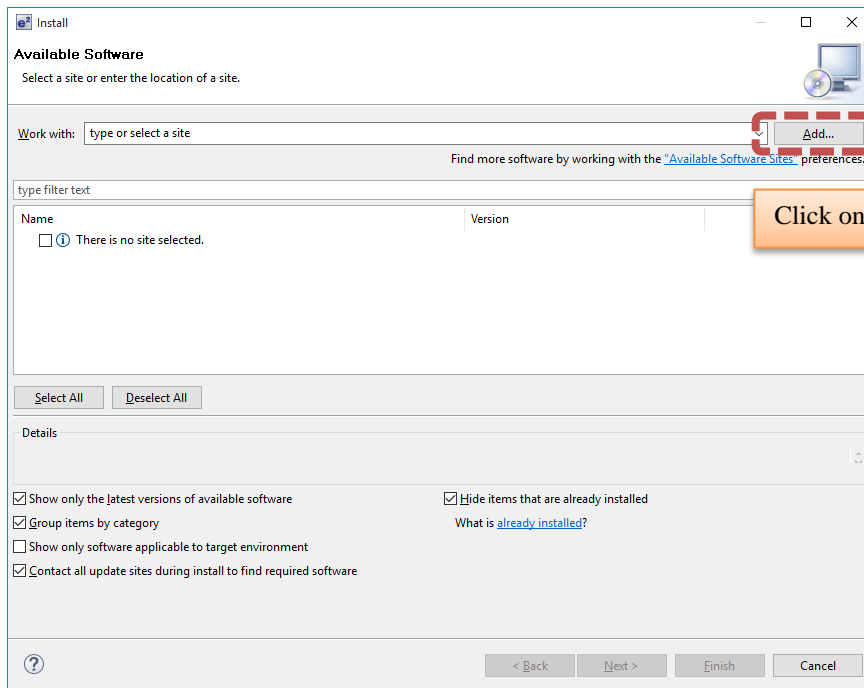 e² Install
Available Software
Select a site or enter the location of a site.
Work with: type or select a site Add...
Find more software by working with the "Available Software Sites" preferences.
type filter text
Name Version
Click on
There is no site selected.
Select All Deselect All
Details
Show only the latest versions of available software Hide items that are already installed
Group items by category What is already installed?
Show only software applicable to target environment
Contact all update sites during install to find required software
? < Back Next > Finish Cancel